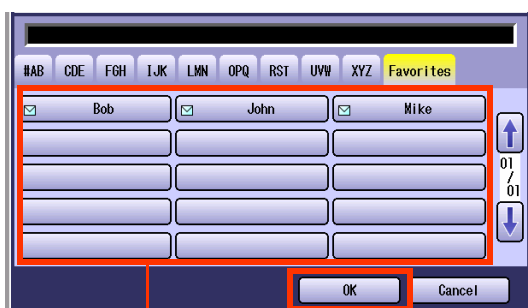 #AB CDE FGH IJK LMN OPQ RST UVW XYZ Favorites
Bob John Mike
01
/
01
OK Cancel